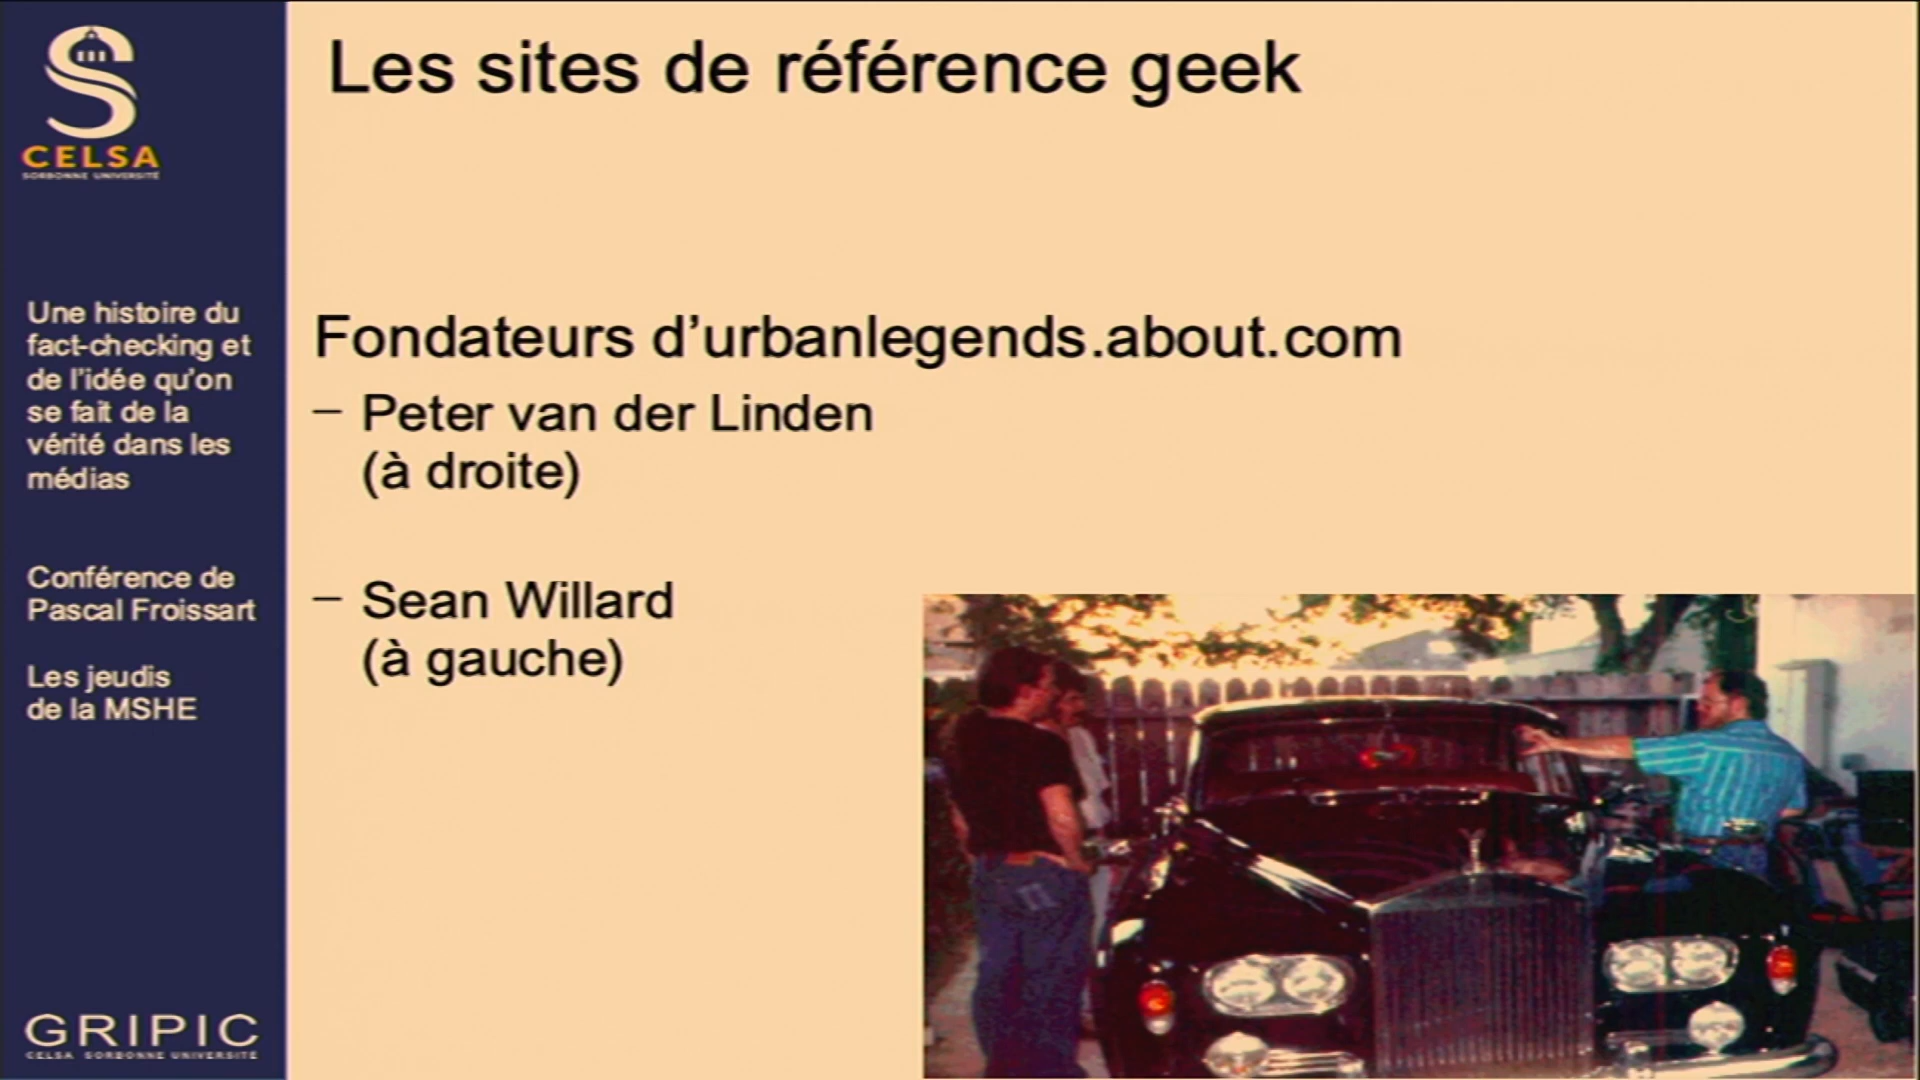 CELSA
SORBONNE UNIVERSITÉ
Une histoire du
fact-checking et
de l'idée qu'on
se fait de la
vérité dans les
médias
Conférence de
Pascal Froissart
Les jeudis
de la MSHE
GRIPIC
CELSA SORBONNE UNIVERSITÉ
Les sites de référence geek
Fondateurs d’urbanlegends.about.com
– Peter van der Linden
(à droite)
– Sean Willard
(à gauche)